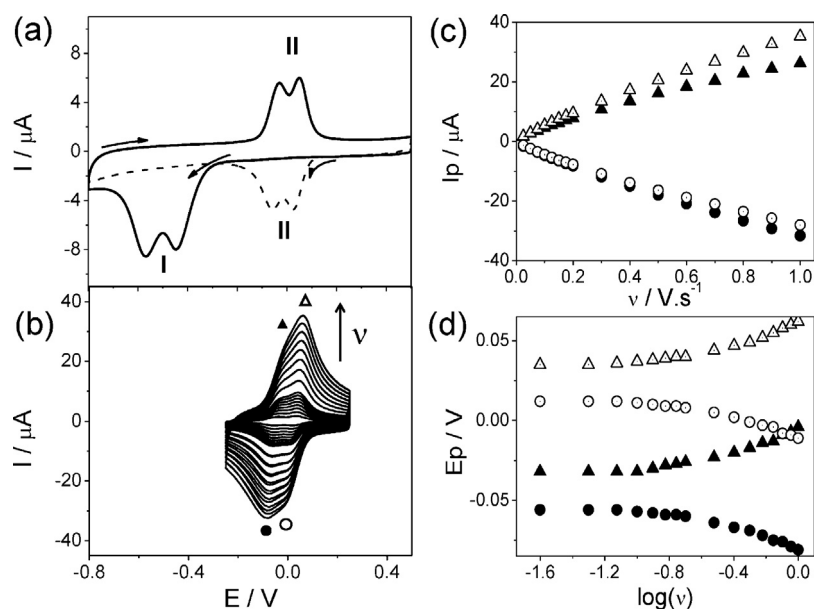 (a)
II
8
4
0
-4
-8
I / μA
I
II
(b)
40
20
0
-20
-40
I / μA
ν
-0.8
-0.4
0.0
0.4
E / V
(c)
40
20
0
-20
-40
Ip / μA
0.0
0.2
0.4
0.6
0.8
1.0
ν / V.s⁻¹
(d)
0.05
0.00
-0.05
Ep / V
-1.6
-1.2
-0.8
-0.4
0.0
log(ν)